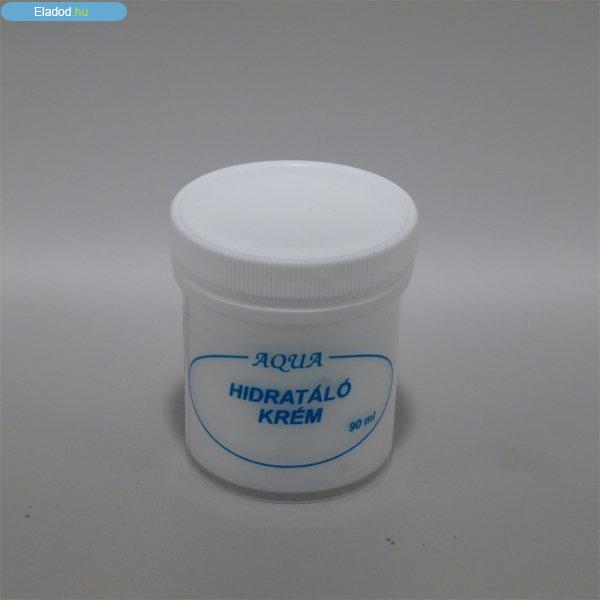 Eladod.hu
AQUA
HIDRATÁLÓ
KRÉM
90 ml